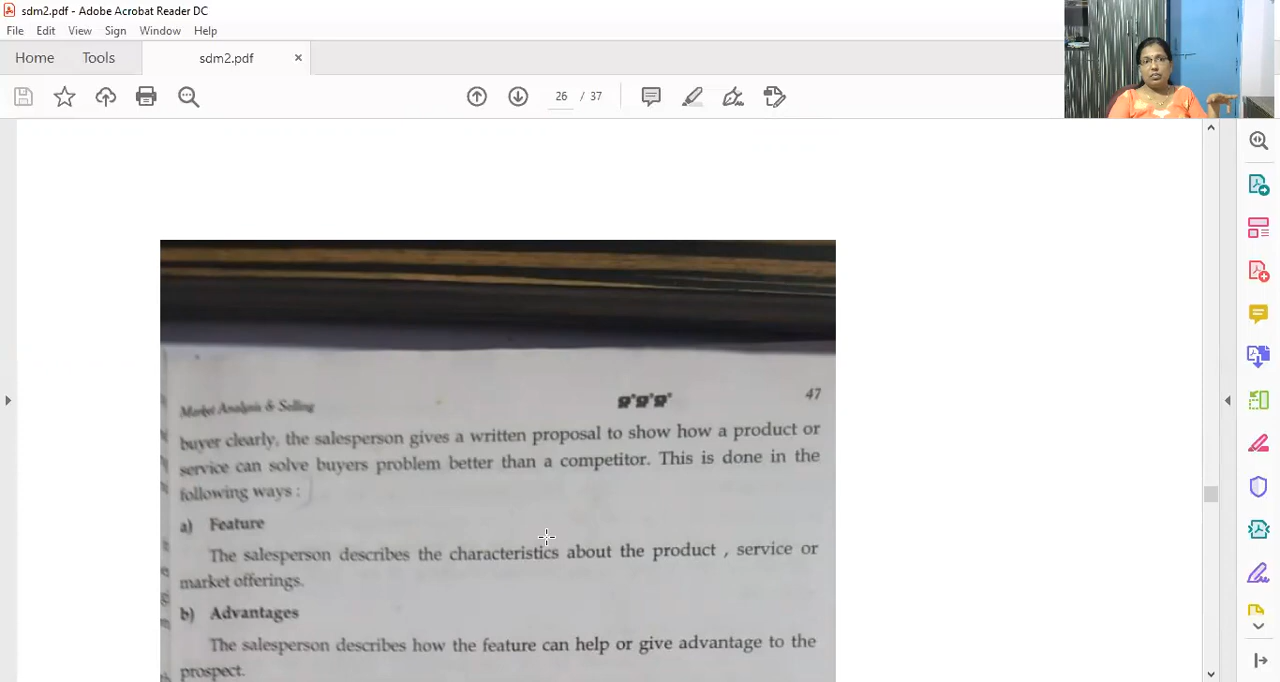 sdm2.pdf - Adobe Acrobat Reader DC
File Edit View Sign Window Help
Home Tools sdm2.pdf ×
26 / 37
Market Analysis & Selling 47
buyer clearly, the salesperson gives a written proposal to show how a product or
service can solve buyers problem better than a competitor. This is done in the
following ways :
a) Feature
The salesperson describes the characteristics about the product , service or
market offerings.
b) Advantages
The salesperson describes how the feature can help or give advantage to the
prospect.